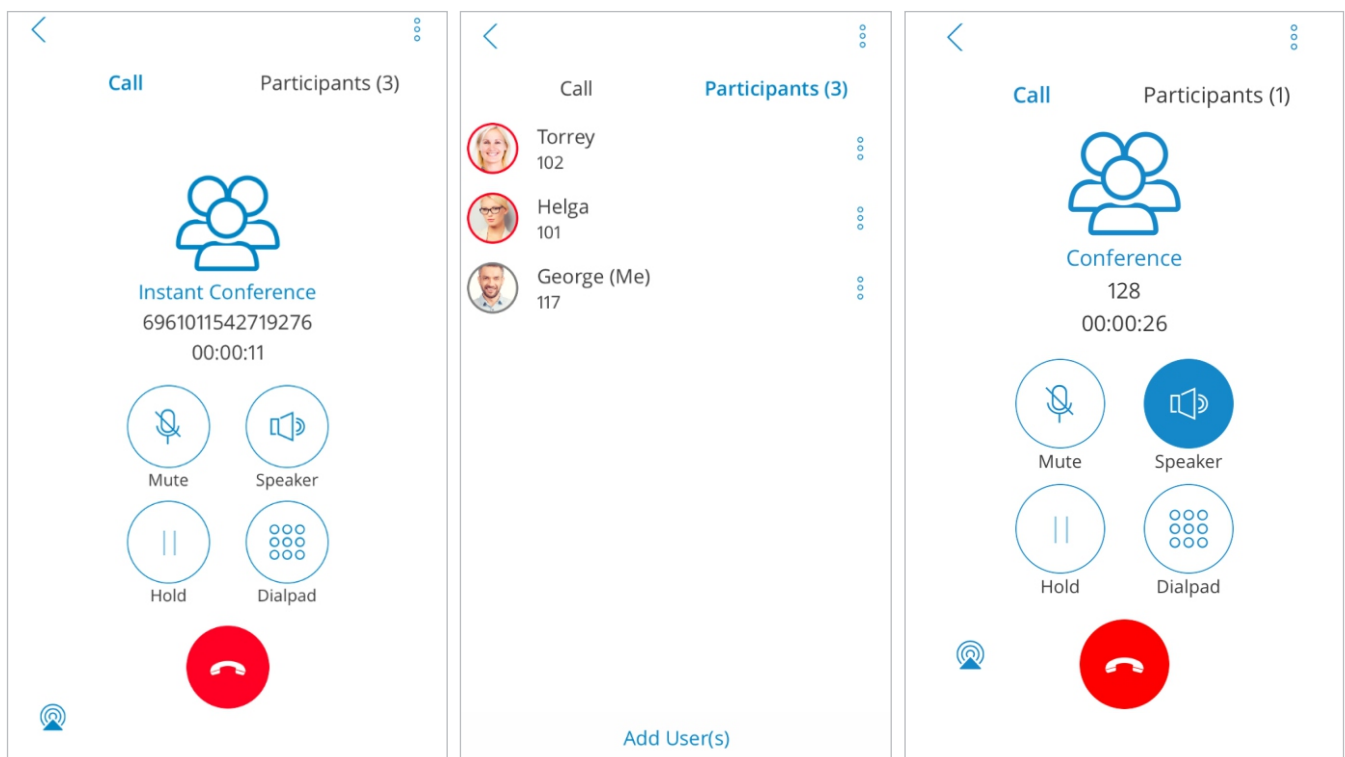 Call Participants (3)
Instant Conference
6961011542719276
00:00:11
Mute Speaker
Hold Dialpad
Call Participants (3)
Torrey
102
Helga
101
George (Me)
117
Add User(s)
Call Participants (1)
Conference
128
00:00:26
Mute Speaker
Hold Dialpad